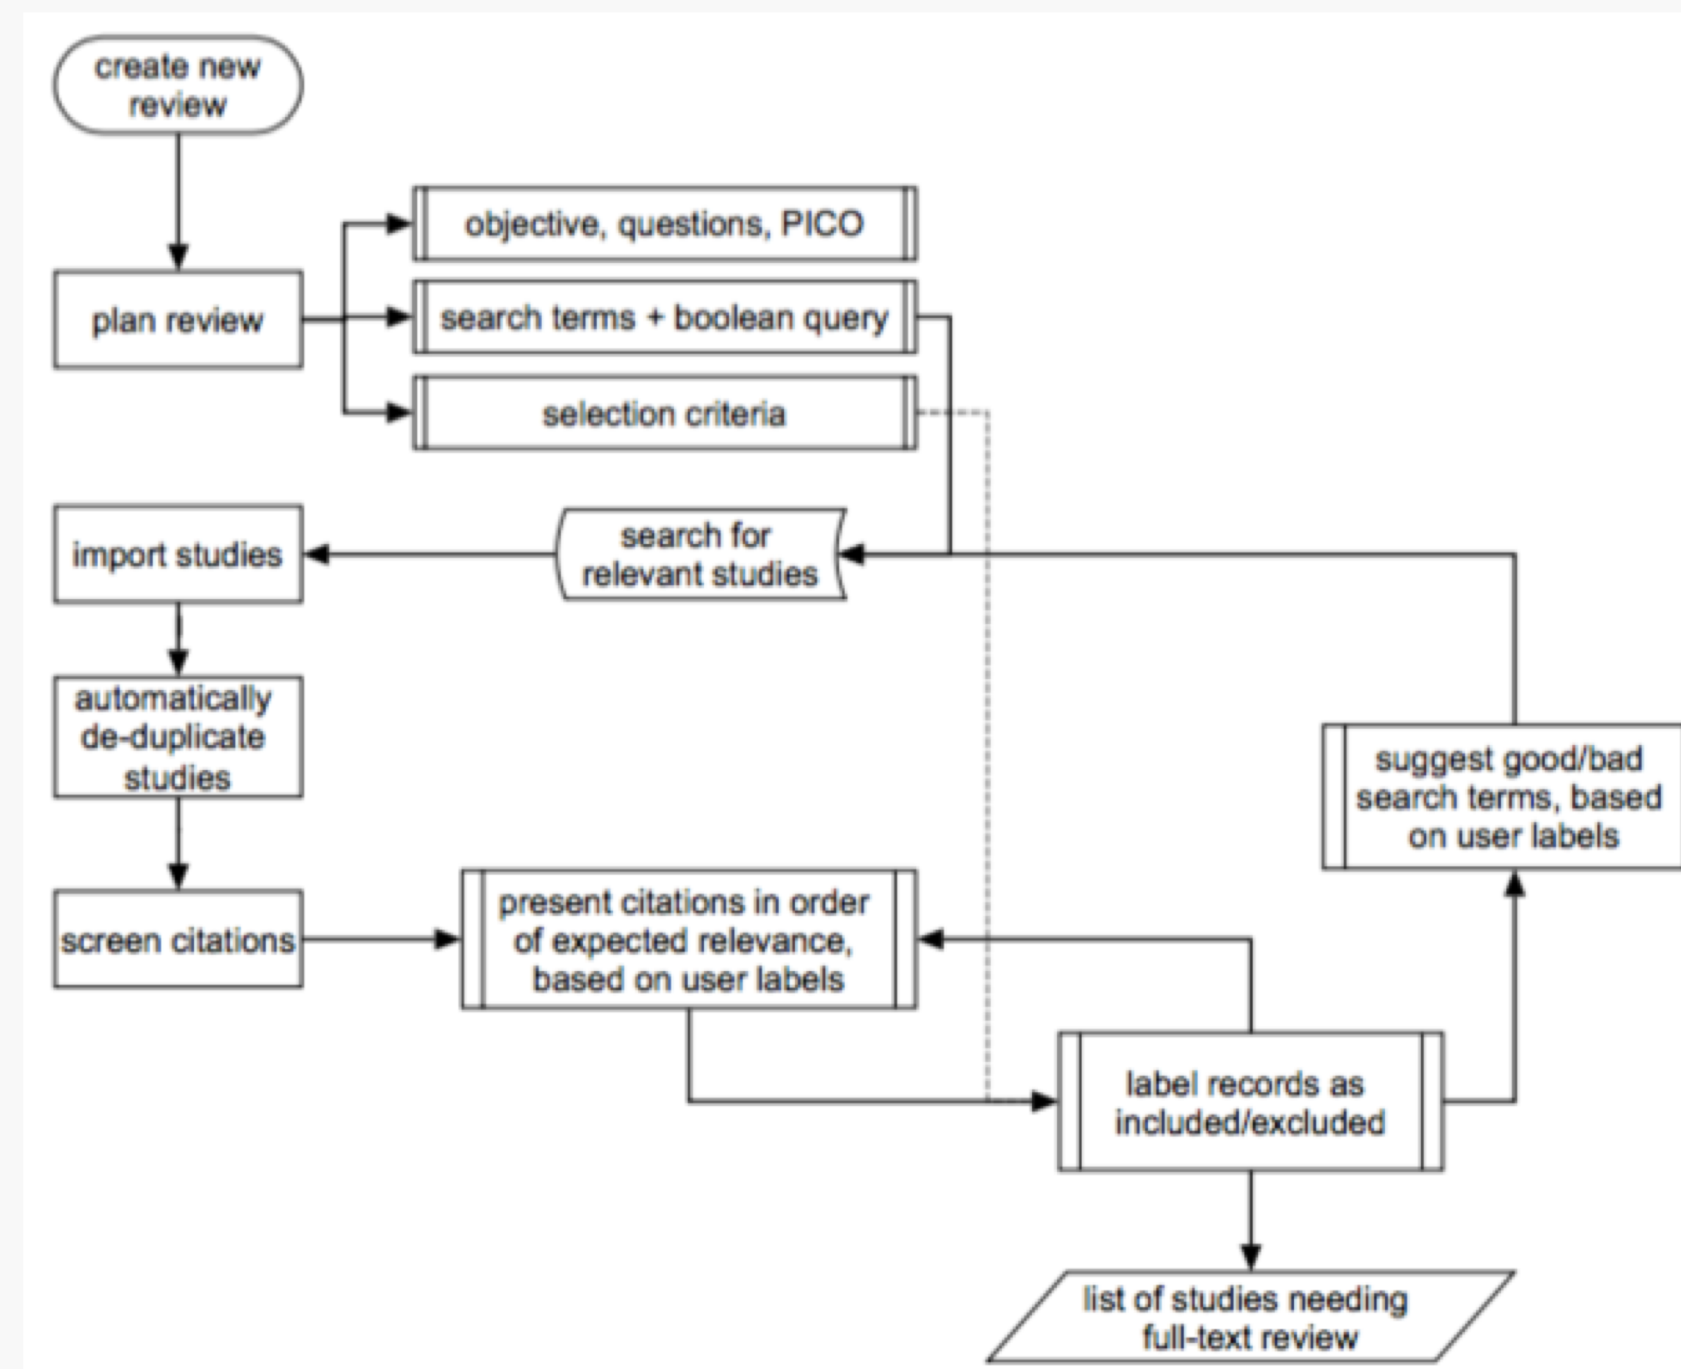 create new
review
objective, questions, PICO
plan review
search terms + boolean query
selection criteria
import studies
search for
relevant studies
automatically
de-duplicate
studies
suggest good/bad
search terms, based
on user labels
screen citations
present citations in order
of expected relevance,
based on user labels
label records as
included/excluded
list of studies needing
full-text review